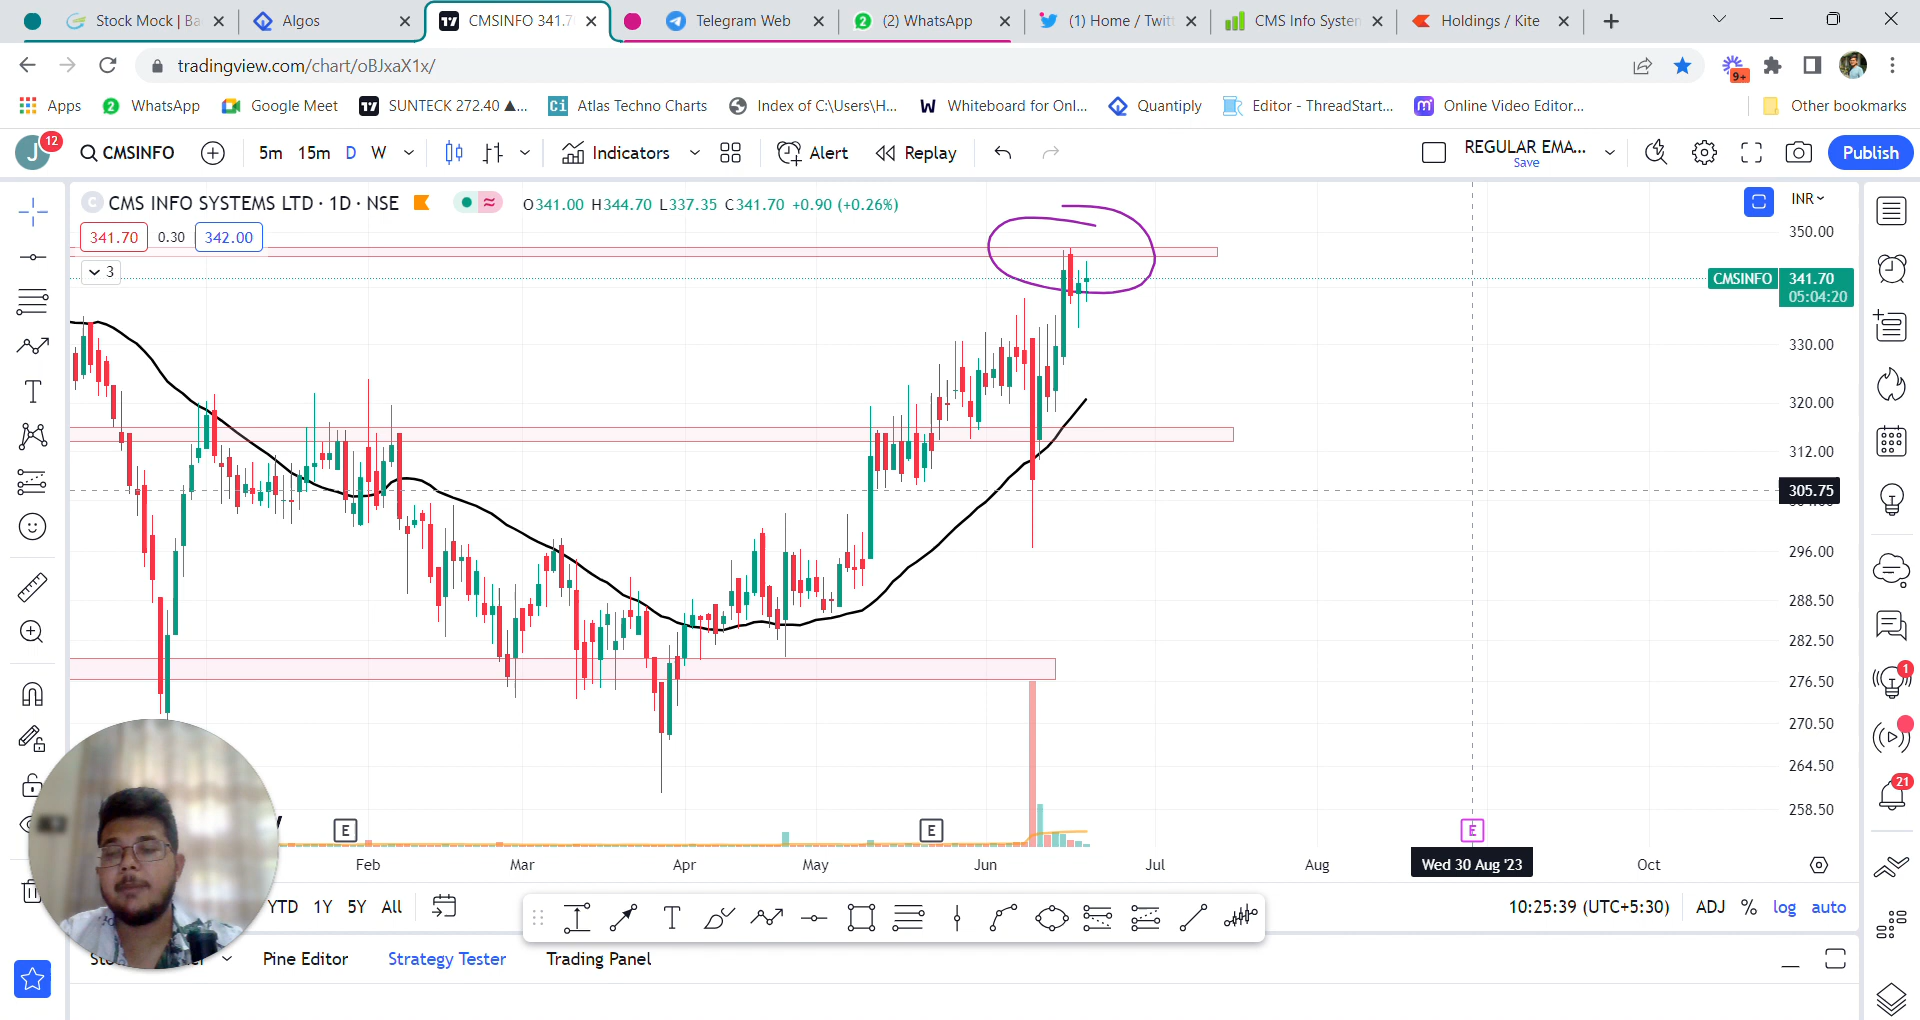 Stock Mock | Ba
Algos
CMSINFO 341.7
Telegram Web
(2) WhatsApp
(1) Home / Twit
CMS Info System
Holdings / Kite
tradingview.com/chart/oBJxaX1x/
9+
Apps
WhatsApp
Google Meet
SUNTECK 272.40 ▲...
Atlas Techno Charts
Index of C:\Users\H...
Whiteboard for Onl...
Quantiply
Editor - ThreadStart...
Online Video Editor...
Other bookmarks
J
12
CMSINFO
5m 15m D W
Indicators
Alert
Replay
REGULAR EMA...
Save
Publish
CMS INFO SYSTEMS LTD · 1D · NSE
O341.00 H344.70 L337.35 C341.70 +0.90 (+0.26%)
INR
341.70 0.30 342.00
350.00
3
CMSINFO
341.70
05:04:20
330.00
320.00
312.00
305.75
296.00
288.50
282.50
276.50
270.50
264.50
258.50
E
E
E
Feb Mar Apr May Jun Jul Aug
Wed 30 Aug '23
Oct
YTD 1Y 5Y All
10:25:39 (UTC+5:30)
ADJ % log auto
Pine Editor
Strategy Tester
Trading Panel
1
21